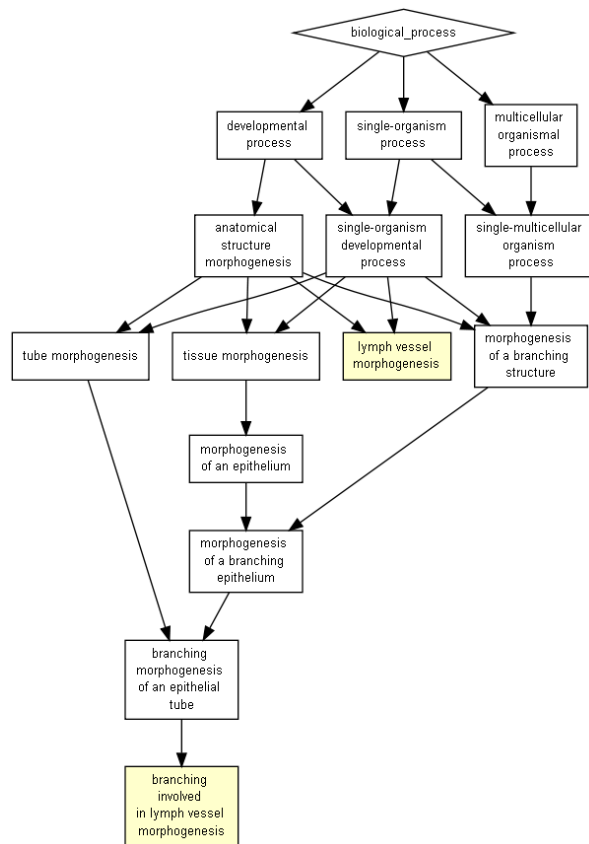 biological_process
developmental
process
single-organism
process
multicellular
organismal
process
anatomical
structure
morphogenesis
single-organism
developmental
process
single-multicellular
organism
process
tube morphogenesis
tissue morphogenesis
lymph vessel
morphogenesis
morphogenesis
of a branching
structure
morphogenesis
of an epithelium
morphogenesis
of a branching
epithelium
branching
morphogenesis
of an epithelial
tube
branching
involved
in lymph vessel
morphogenesis